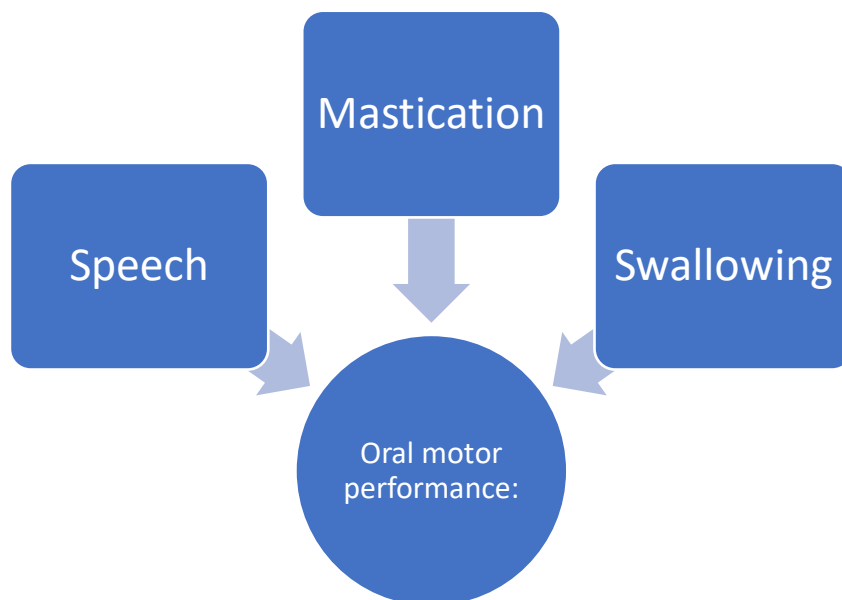 Mastication
Speech
Swallowing
Oral motor
performance: